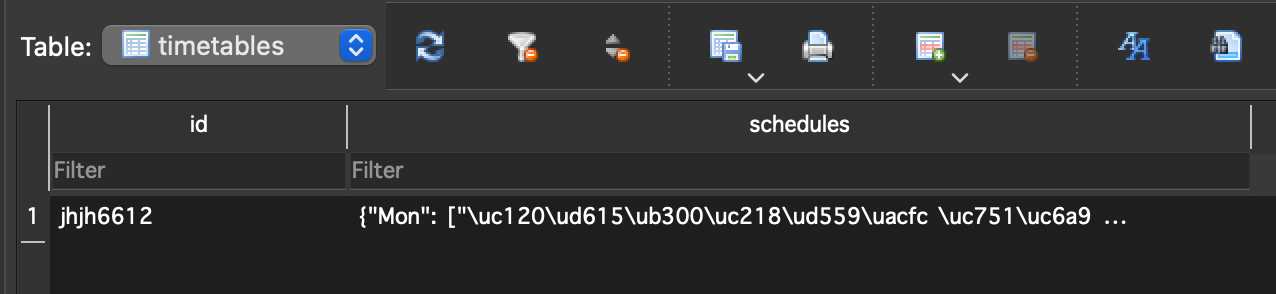 Table: timetables
id schedules
Filter Filter
1 jhjh6612 {"Mon": ["\uc120\ud615\ub300\uc218\ud559\uacfc \uc751\uc6a9 ...